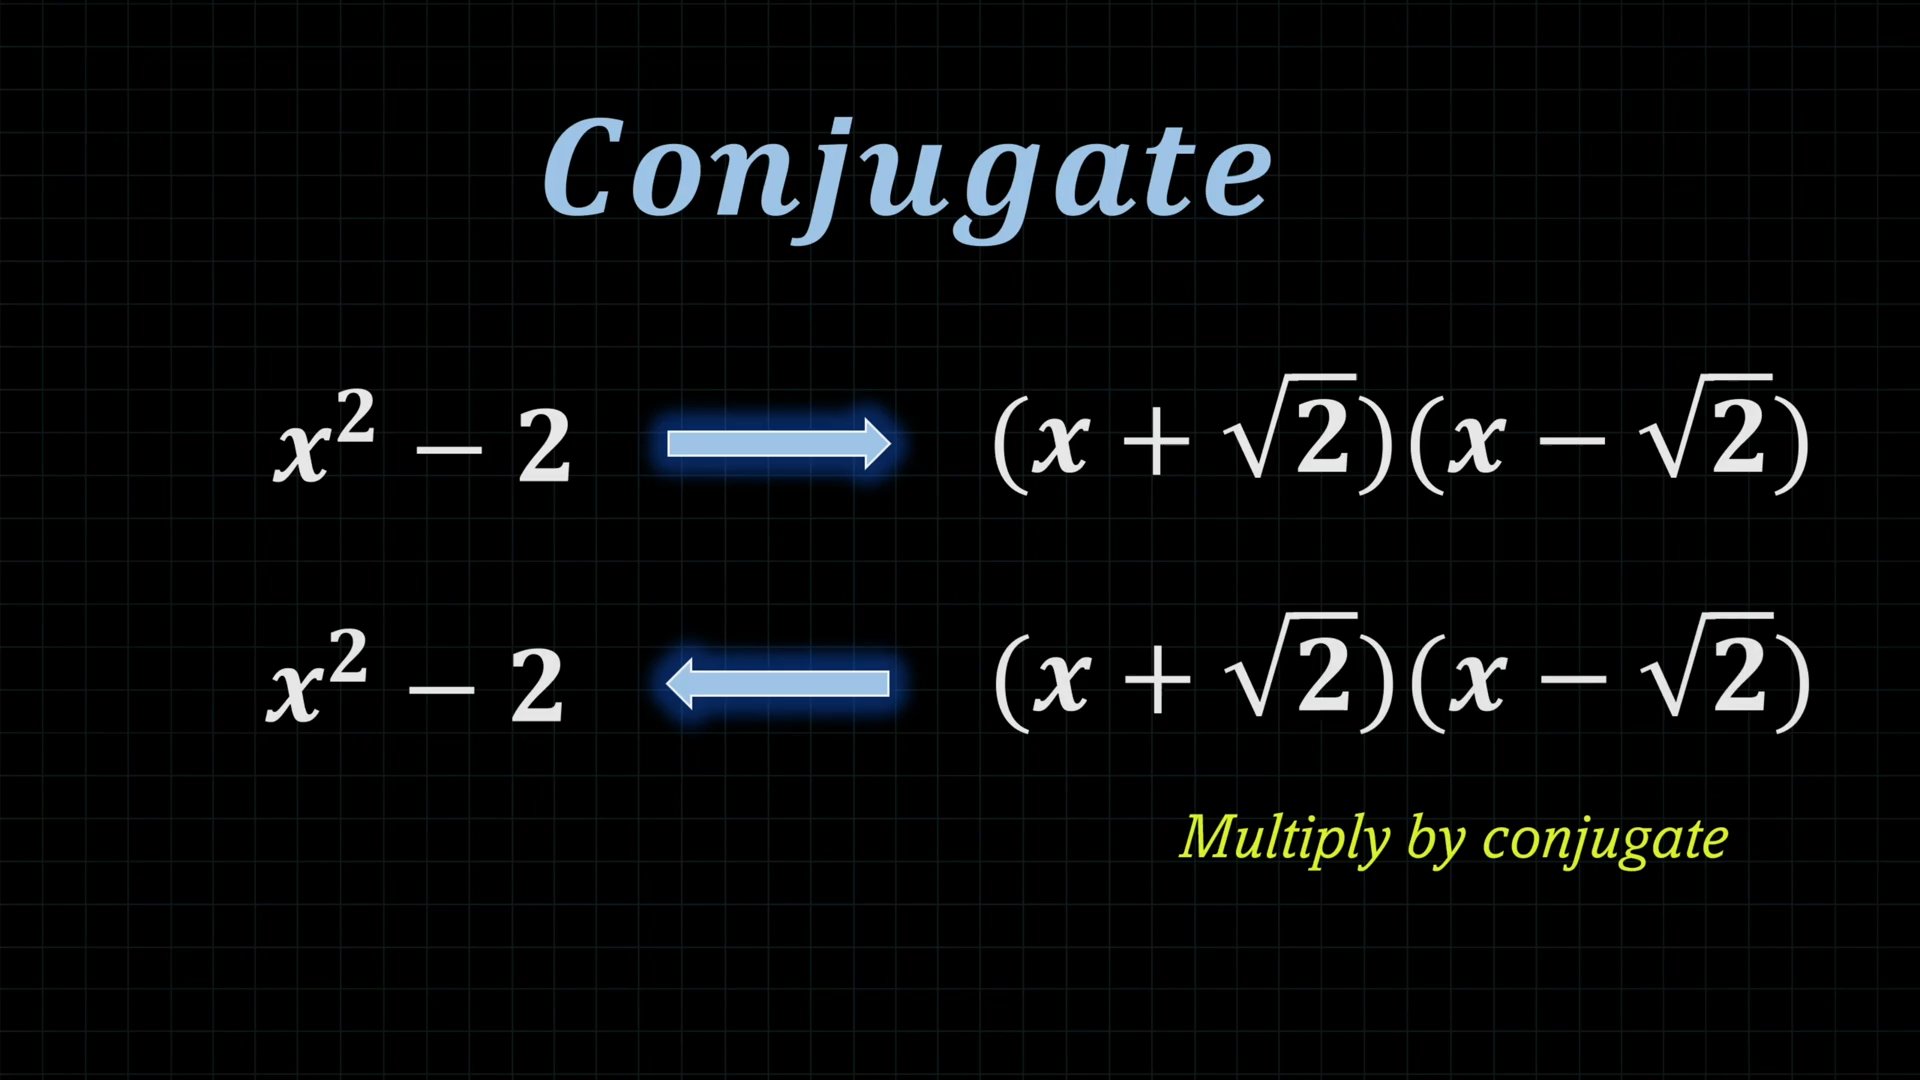 Conjugate
x² − 2 → (x + √2)(x − √2)
x² − 2 ← (x + √2)(x − √2)
Multiply by conjugate